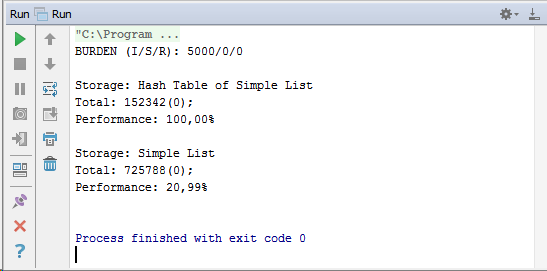 Run Run
"C:\Program ...
BURDEN (I/S/R): 5000/0/0
Storage: Hash Table of Simple List
Total: 152342(0);
Performance: 100,00%
Storage: Simple List
Total: 725788(0);
Performance: 20,99%
Process finished with exit code 0